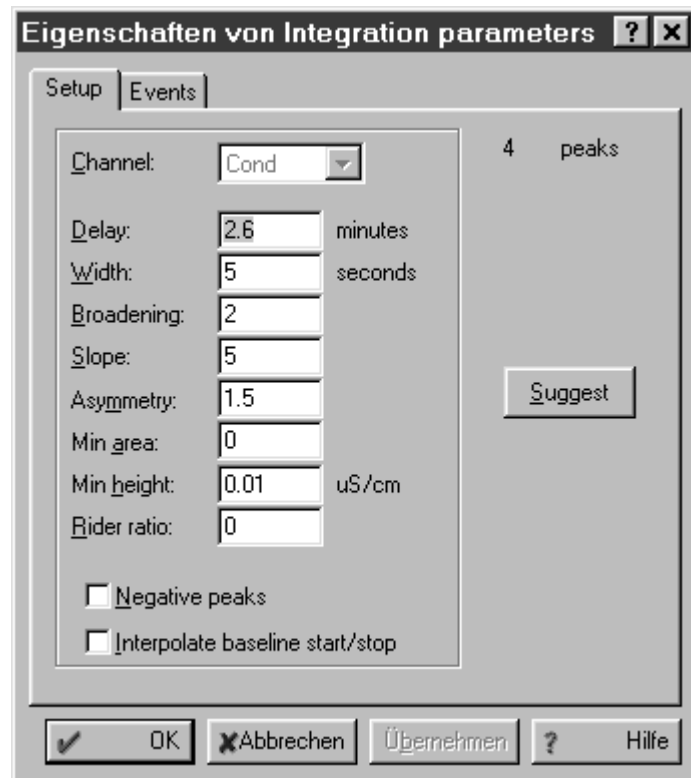 Eigenschaften von Integration parameters ? x
Setup Events
Channel: Cond 4 peaks
Delay: 2.6 minutes
Width: 5 seconds
Broadening: 2
Slope: 5
Asymmetry: 1.5 Suggest
Min area: 0
Min height: 0.01 uS/cm
Rider ratio: 0
Negative peaks
Interpolate baseline start/stop
OK Abbrechen Übernehmen ? Hilfe